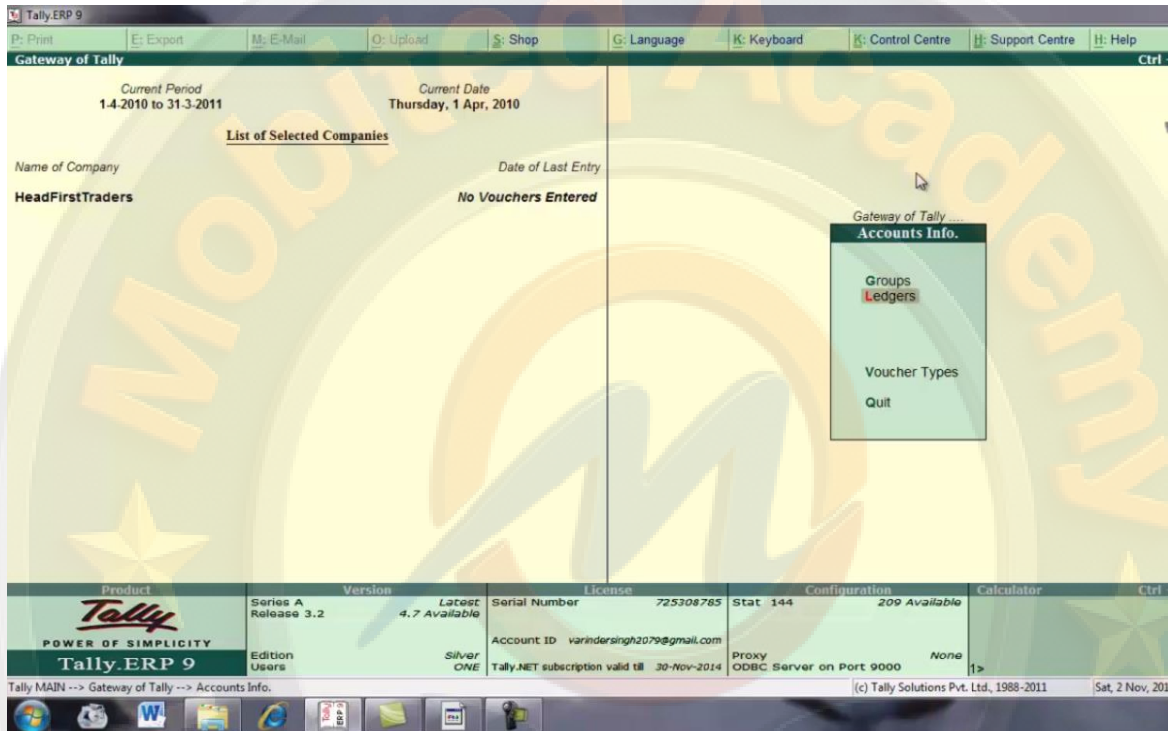 Tally.ERP 9
P: Print E: Export M: E-Mail O: Upload S: Shop G: Language K: Keyboard K: Control Centre H: Support Centre H: Help
Gateway of Tally Ctrl
Current Period Current Date
1-4-2010 to 31-3-2011 Thursday, 1 Apr, 2010
List of Selected Companies
Name of Company Date of Last Entry
HeadFirstTraders No Vouchers Entered
Gateway of Tally ....
Accounts Info.
Groups
Ledgers
Voucher Types
Quit
Mobiteq Academy
Product Version License Configuration Calculator Ctrl
Tally
POWER OF SIMPLICITY
Tally.ERP 9
Series A Latest
Release 3.2 4.7 Available
Edition Silver
Users ONE
Serial Number 725308785
Account ID varindersingh2079@gmail.com
Tally.NET subscription valid till 30-Nov-2014
Stat 144 209 Available
Proxy None
ODBC Server on Port 9000
1>
Tally MAIN --> Gateway of Tally --> Accounts Info. (c) Tally Solutions Pvt. Ltd., 1988-2011 Sat, 2 Nov, 201